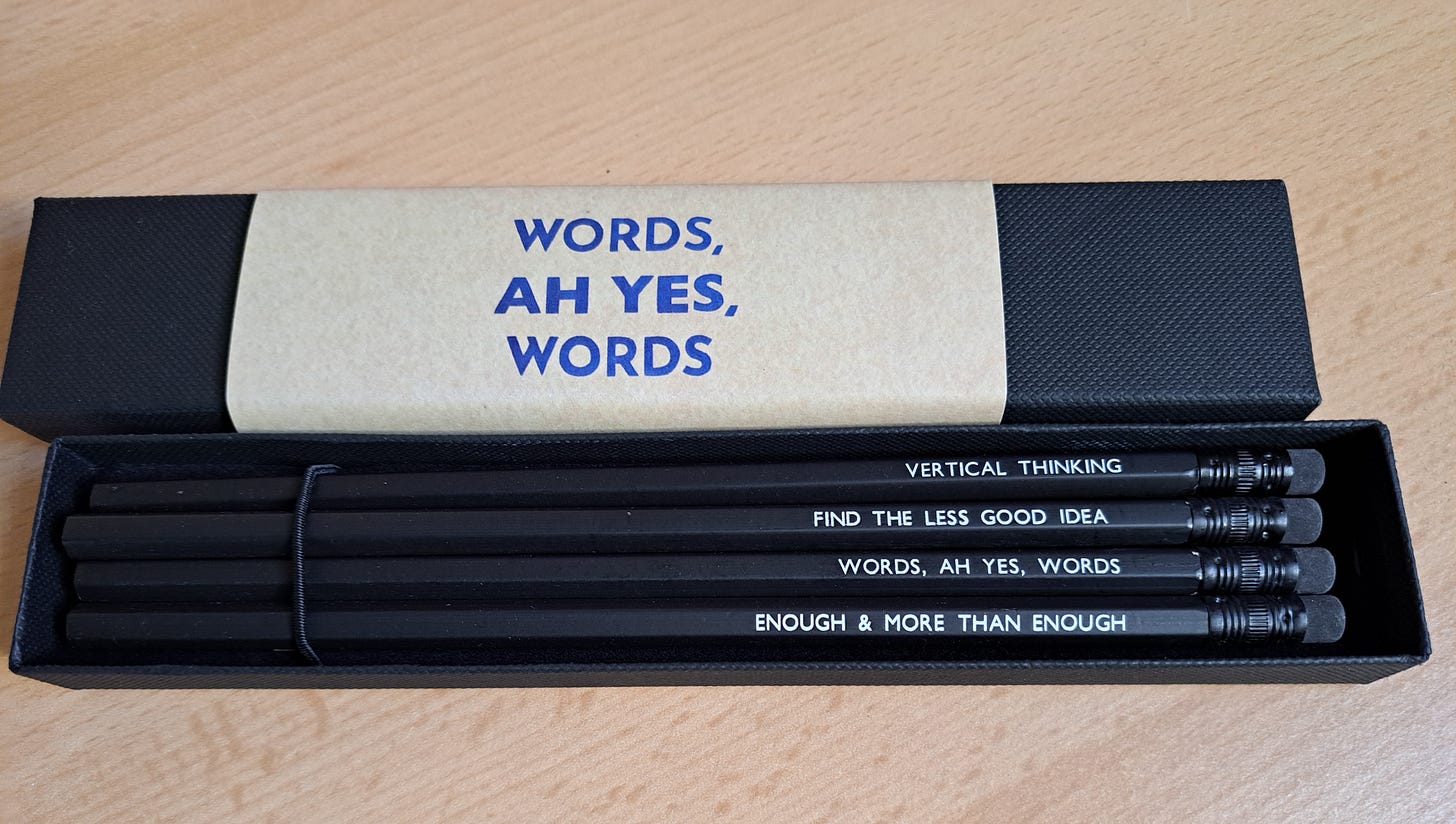 WORDS,
AH YES,
WORDS
VERTICAL THINKING
FIND THE LESS GOOD IDEA
WORDS, AH YES, WORDS
ENOUGH & MORE THAN ENOUGH